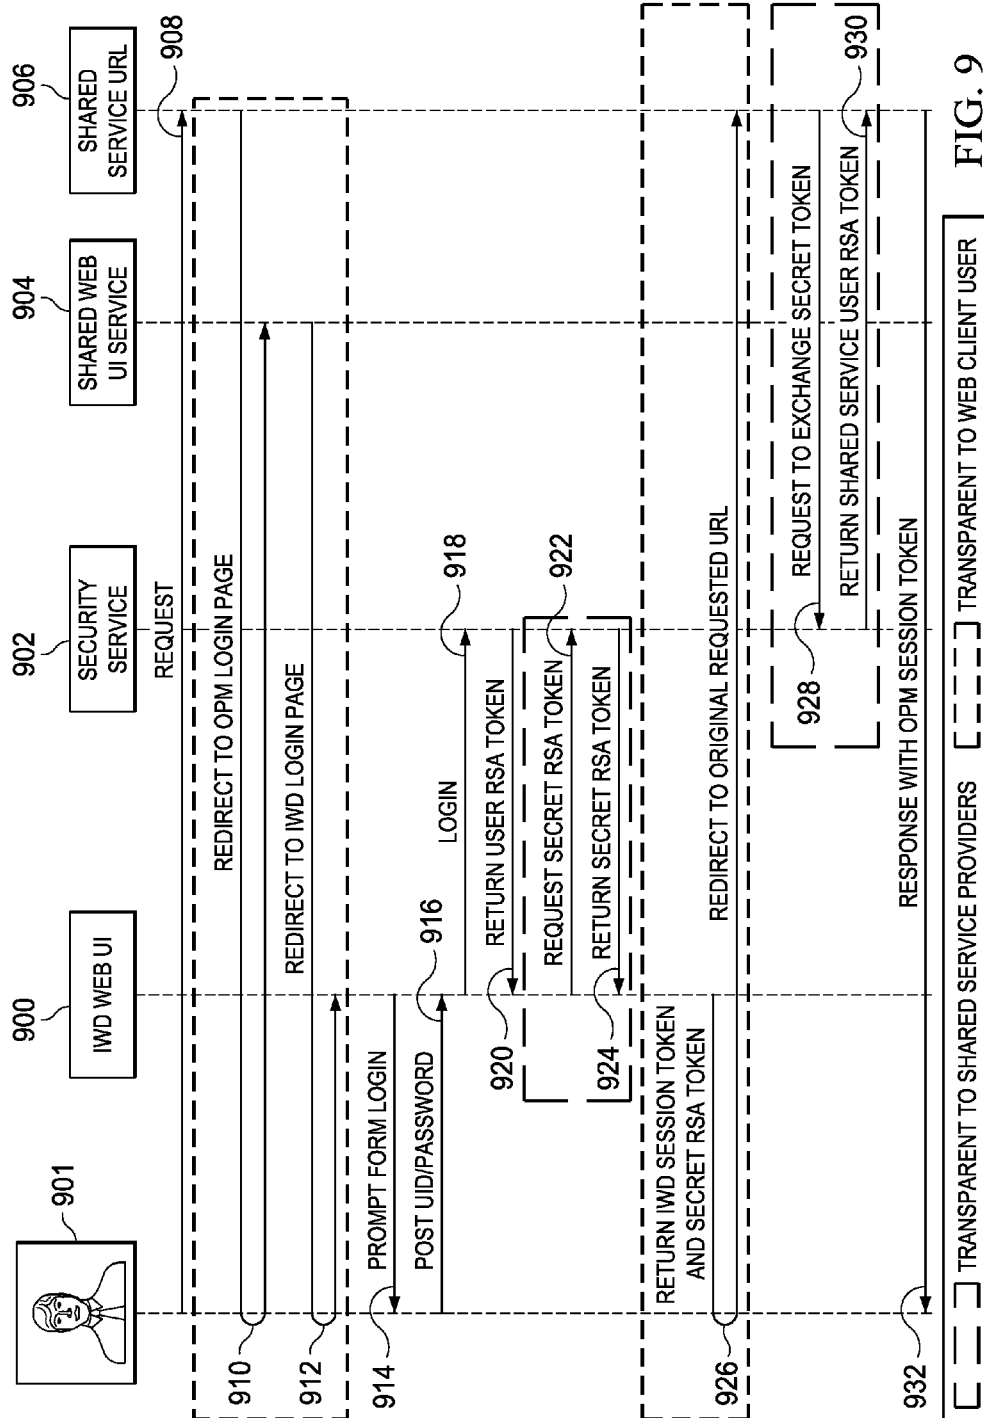 901
900
902
904
906
IWD WEB UI
SECURITY
SERVICE
SHARED WEB
UI SERVICE
SHARED
SERVICE URL
REQUEST
908
REDIRECT TO OPM LOGIN PAGE
910
REDIRECT TO IWD LOGIN PAGE
912
PROMPT FORM LOGIN
914
POST UID/PASSWORD
916
LOGIN
918
RETURN USER RSA TOKEN
920
REQUEST SECRET RSA TOKEN
922
RETURN SECRET RSA TOKEN
924
RETURN IWD SESSION TOKEN
AND SECRET RSA TOKEN
REDIRECT TO ORIGINAL REQUESTED URL
926
REQUEST TO EXCHANGE SECRET TOKEN
928
RETURN SHARED SERVICE USER RSA TOKEN
930
RESPONSE WITH OPM SESSION TOKEN
932
TRANSPARENT TO SHARED SERVICE PROVIDERS
TRANSPARENT TO WEB CLIENT USER
FIG. 9